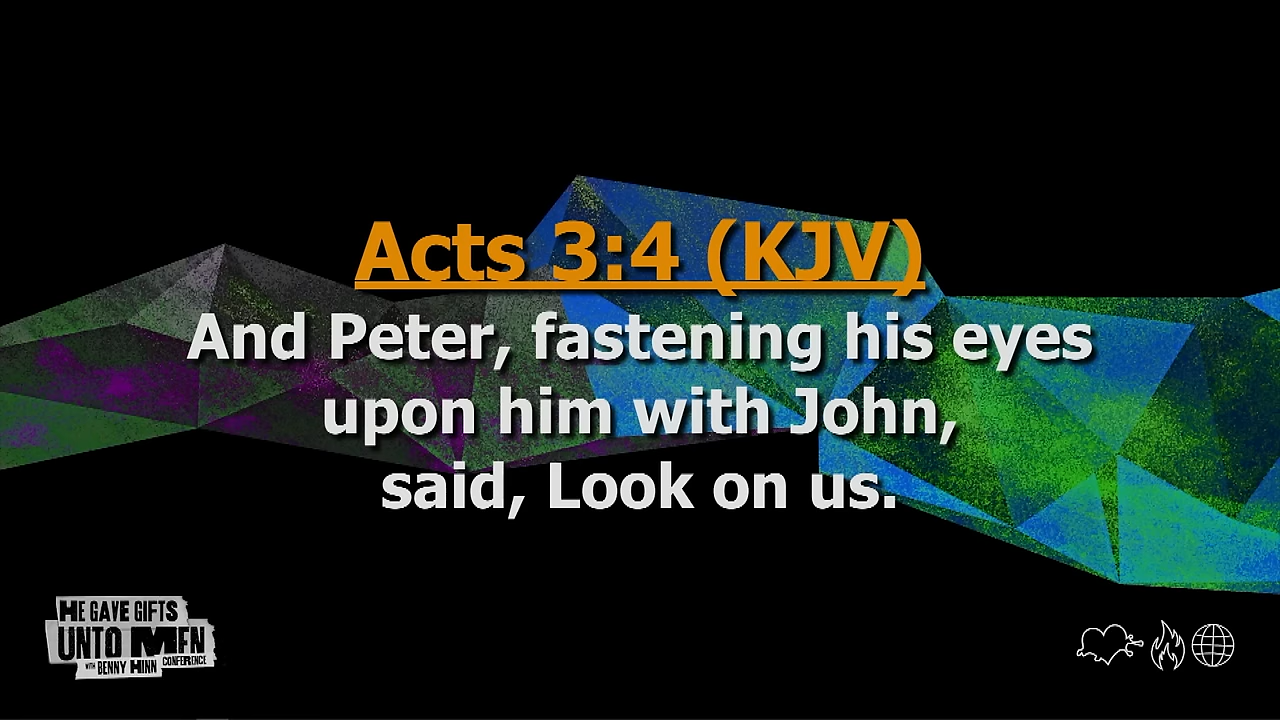 Acts 3:4 (KJV)
And Peter, fastening his eyes
upon him with John,
said, Look on us.
HE GAVE GIFTS
UNTO MEN
WITH BENNY HINN CONFERENCE